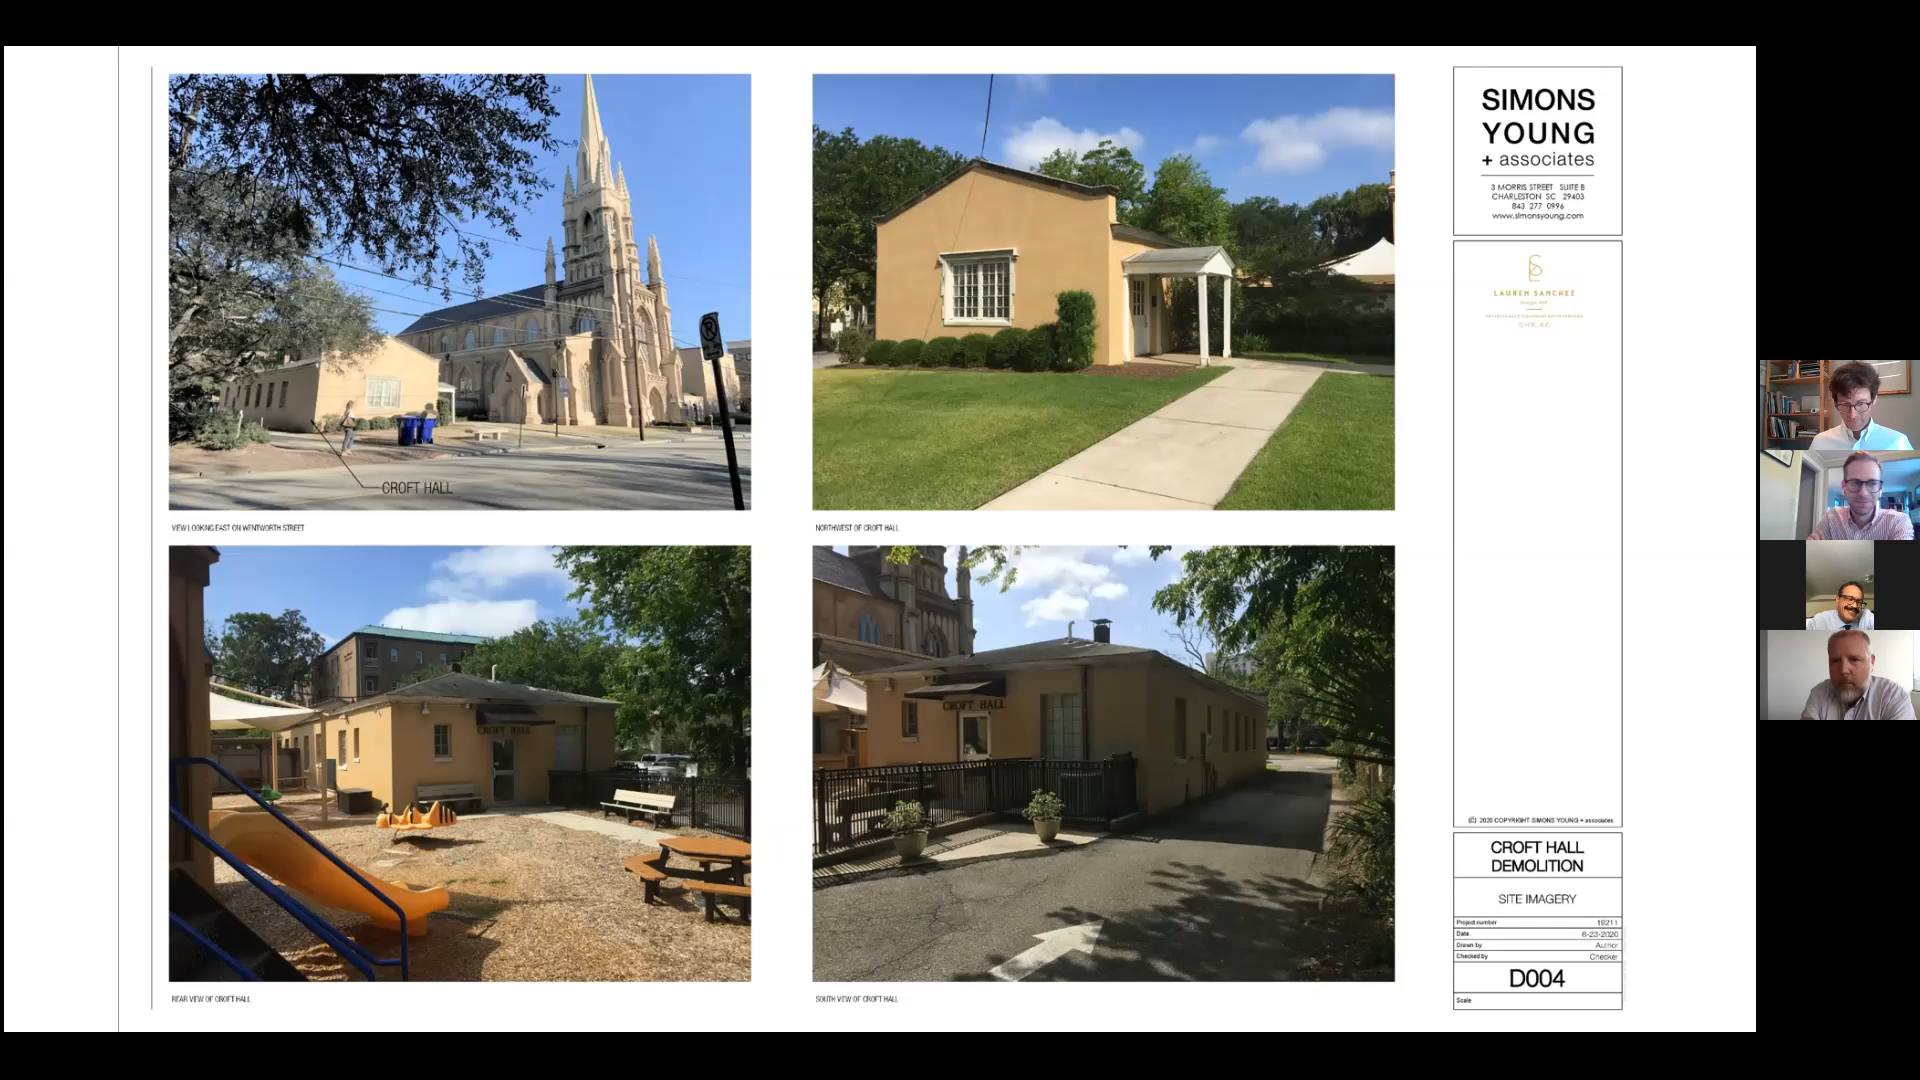 CROFT HALL
VIEW LOOKING EAST ON WENTWORTH STREET
NORTHWEST OF CROFT HALL
CROFT HALL
REAR VIEW OF CROFT HALL
CROFT HALL
SOUTH VIEW OF CROFT HALL
SIMONS
YOUNG
+ associates
3 MORRIS STREET SUITE B
CHARLESTON SC 29403
843 277 0996
www.simonsyoung.com
LAUREN SANCHEZ
© 2020 COPYRIGHT SIMONS YOUNG + associates
CROFT HALL
DEMOLITION
SITE IMAGERY
Project number 19211
Date 6-23-2020
Drawn by Author
Checked by Checker
D004
Scale